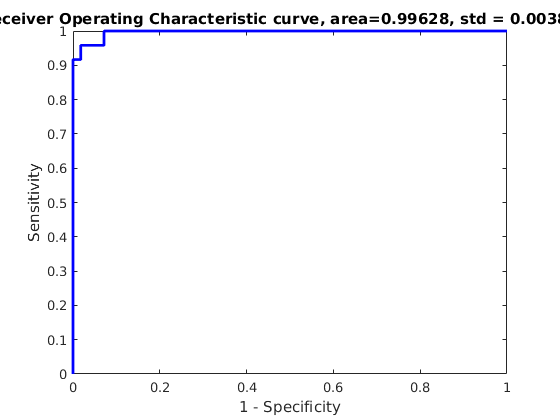 eceiver Operating Characteristic curve, area=0.99628, std = 0.0038
1
0.9
0.8
0.7
0.6
0.5
0.4
0.3
0.2
0.1
0
Sensitivity
0 0.2 0.4 0.6 0.8 1
1 - Specificity